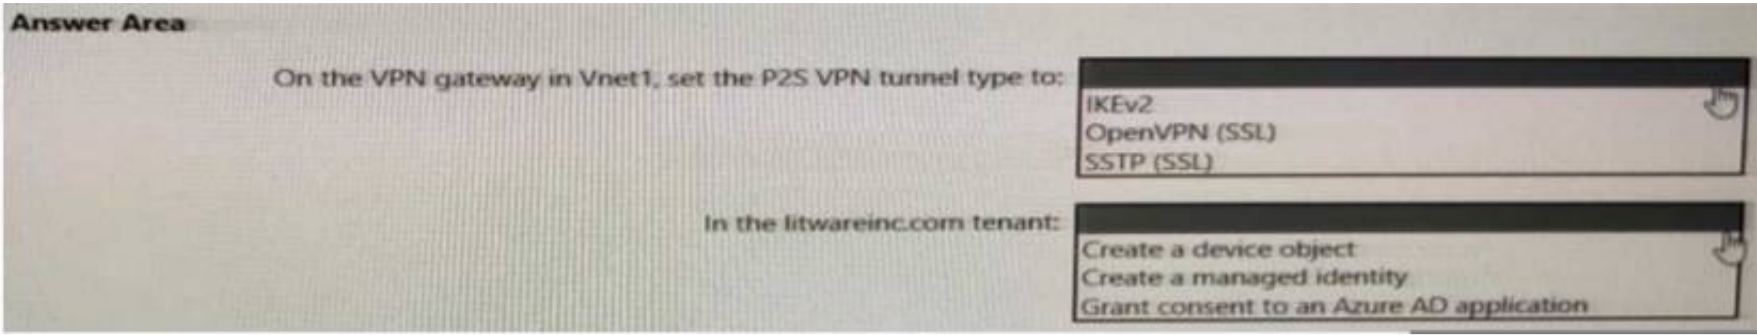 Answer Area
On the VPN gateway in Vnet1, set the P2S VPN tunnel type to:
IKEv2
OpenVPN (SSL)
SSTP (SSL)
In the litwareinc.com tenant:
Create a device object
Create a managed identity
Grant consent to an Azure AD application